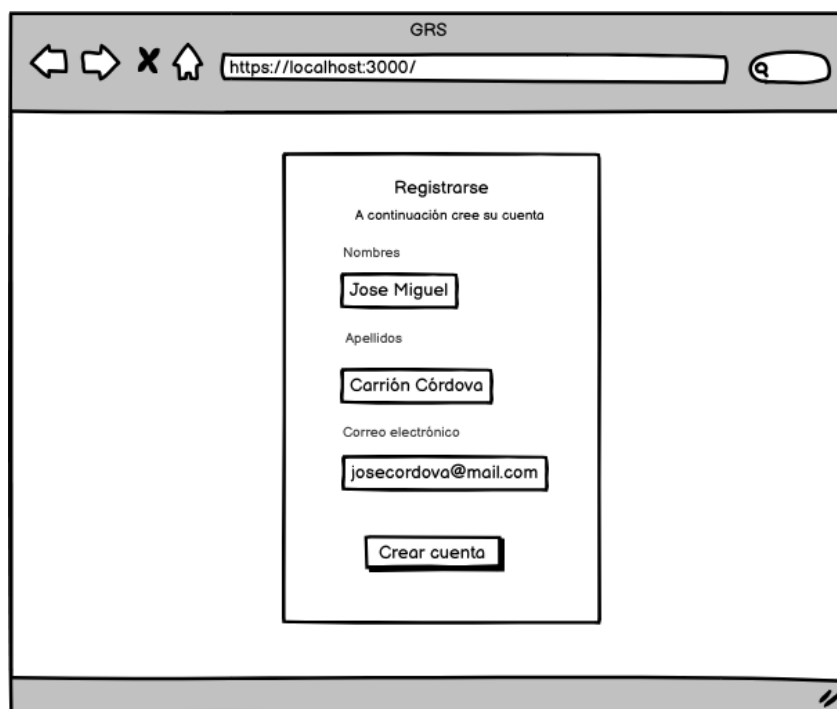 GRS
https://localhost:3000/
Registrarse
A continuación cree su cuenta
Nombres
Jose Miguel
Apellidos
Carrión Córdova
Correo electrónico
josecordova@mail.com
Crear cuenta